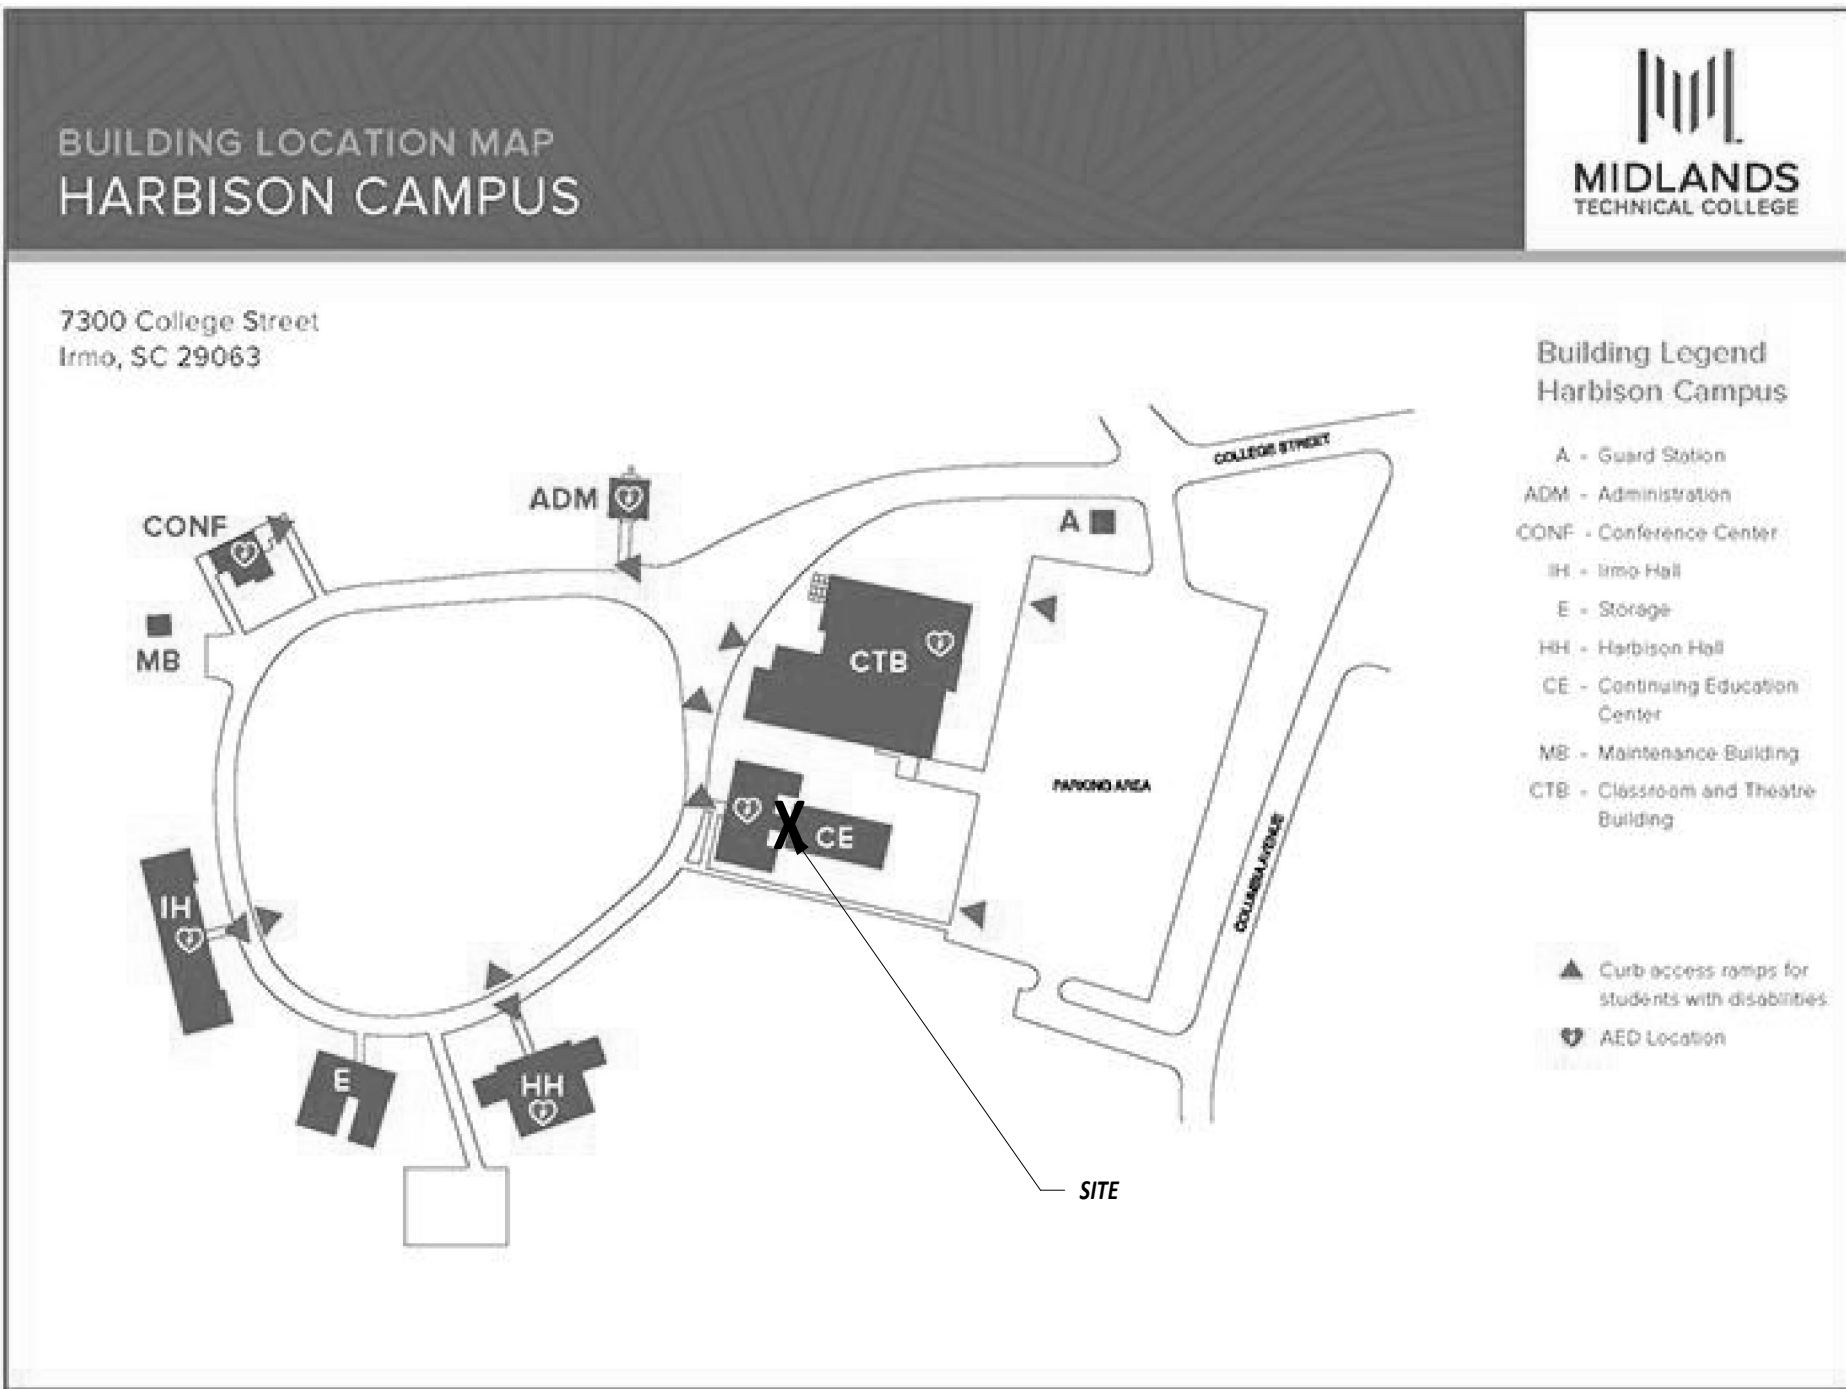 BUILDING LOCATION MAP
HARBISON CAMPUS
MIDLANDS
TECHNICAL COLLEGE
7300 College Street
Irmo, SC 29063
Building Legend
Harbison Campus
A - Guard Station
ADM - Administration
CONF - Conference Center
IH - Irmo Hall
E - Storage
HH - Harbison Hall
CE - Continuing Education
Center
MB - Maintenance Building
CTB - Classroom and Theatre
Building
Curb access ramps for
students with disabilities
AED Location
COLLEGE STREET
ADM
A
CONF
MB
CTB
PARKING AREA
X
CE
COLUMBIA AVENUE
IH
E
HH
SITE